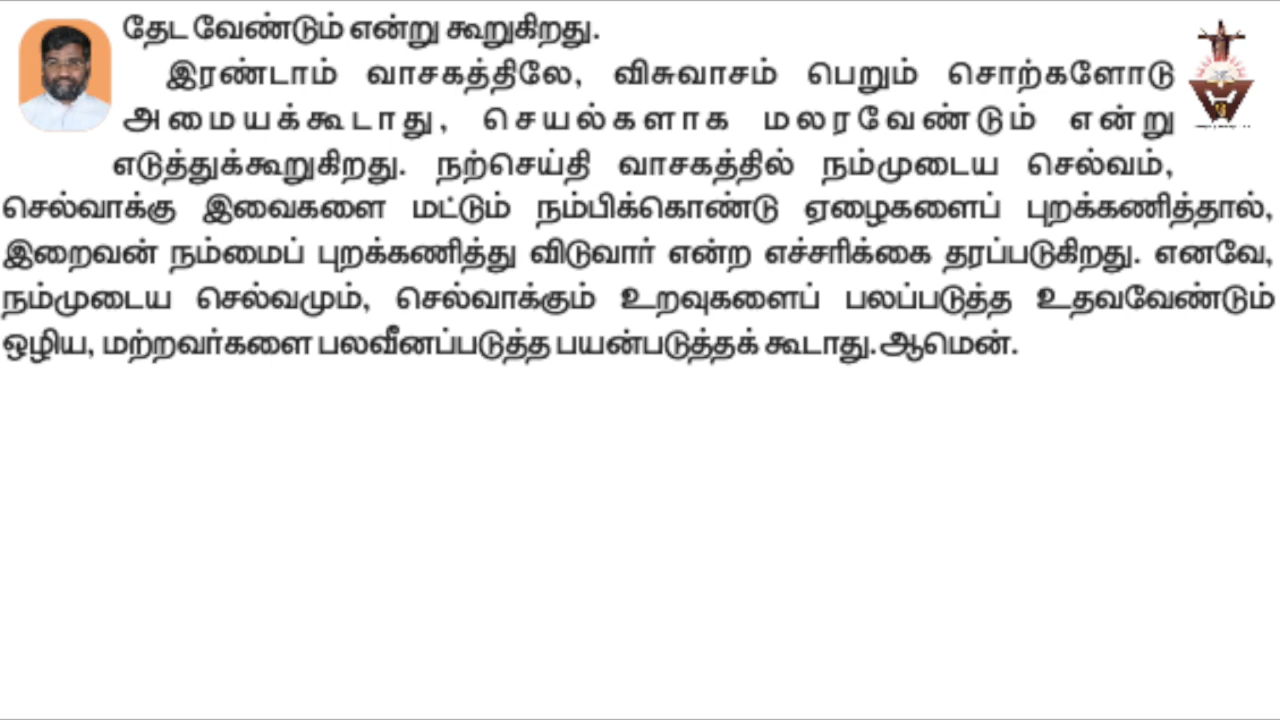 தேட வேண்டும் என்று கூறுகிறது.
இரண்டாம் வாசகத்திலே, விசுவாசம் பெறும் சொற்களோடு
அமையக்கூடாது, செயல்களாக மலரவேண்டும் என்று
எடுத்துக்கூறுகிறது. நற்செய்தி வாசகத்தில் நம்முடைய செல்வம்,
செல்வாக்கு இவைகளை மட்டும் நம்பிக்கொண்டு ஏழைகளைப் புறக்கணித்தால்,
இறைவன் நம்மைப் புறக்கணித்து விடுவார் என்ற எச்சரிக்கை தரப்படுகிறது. எனவே,
நம்முடைய செல்வமும், செல்வாக்கும் உறவுகளைப் பலப்படுத்த உதவவேண்டும்
ஒழிய, மற்றவர்களை பலவீனப்படுத்த பயன்படுத்தக் கூடாது. ஆமென்.